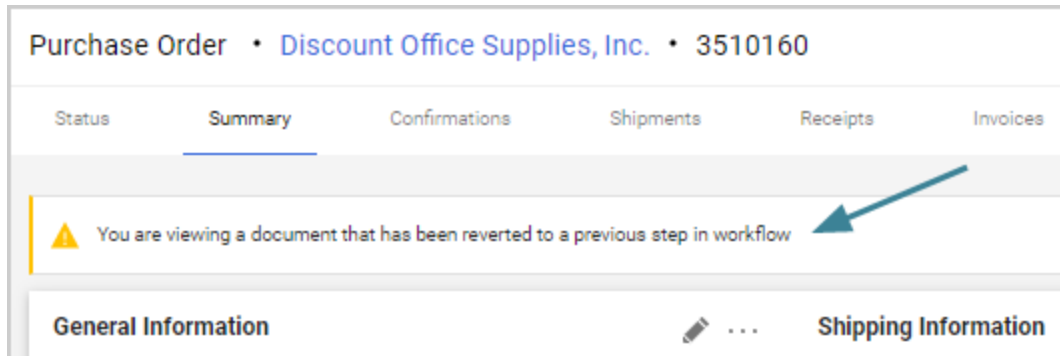 Purchase Order • Discount Office Supplies, Inc. • 3510160
Status Summary Confirmations Shipments Receipts Invoices
You are viewing a document that has been reverted to a previous step in workflow
General Information ... Shipping Information